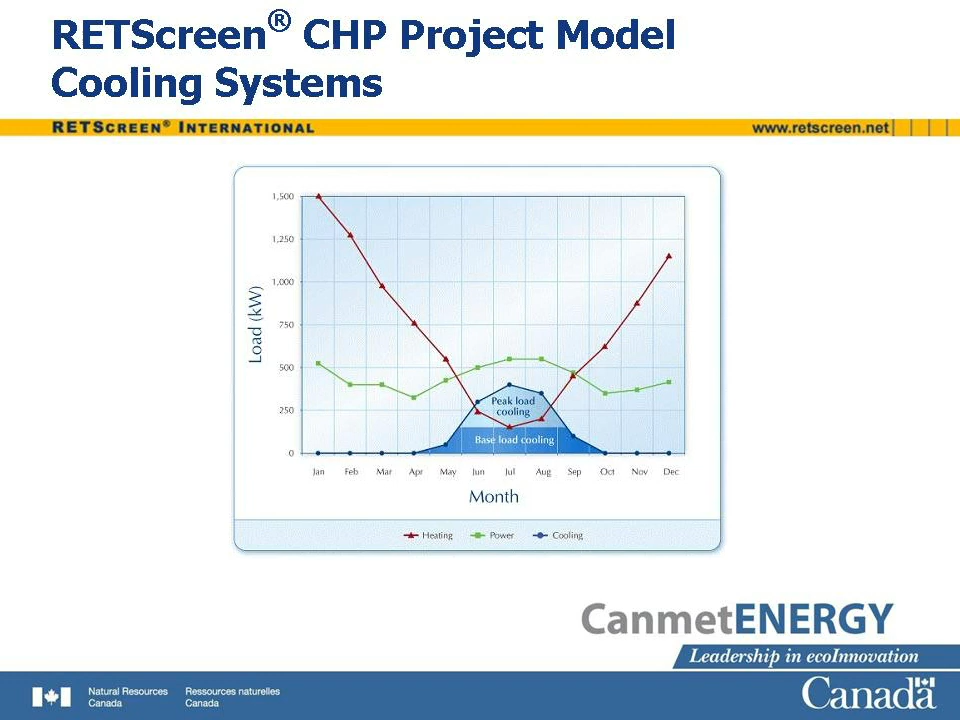 RETScreen® CHP Project Model
Cooling Systems
RETSCREEN® INTERNATIONAL
www.retscreen.net
1,500
1,250
1,000
750
500
250
0
Load (kW)
Peak load
cooling
Base load cooling
Jan Feb Mar Apr May Jun Jul Aug Sep Oct Nov Dec
Month
Heating Power Cooling
CanmetENERGY
Leadership in ecoInnovation
Natural Resources
Canada
Ressources naturelles
Canada
Canada